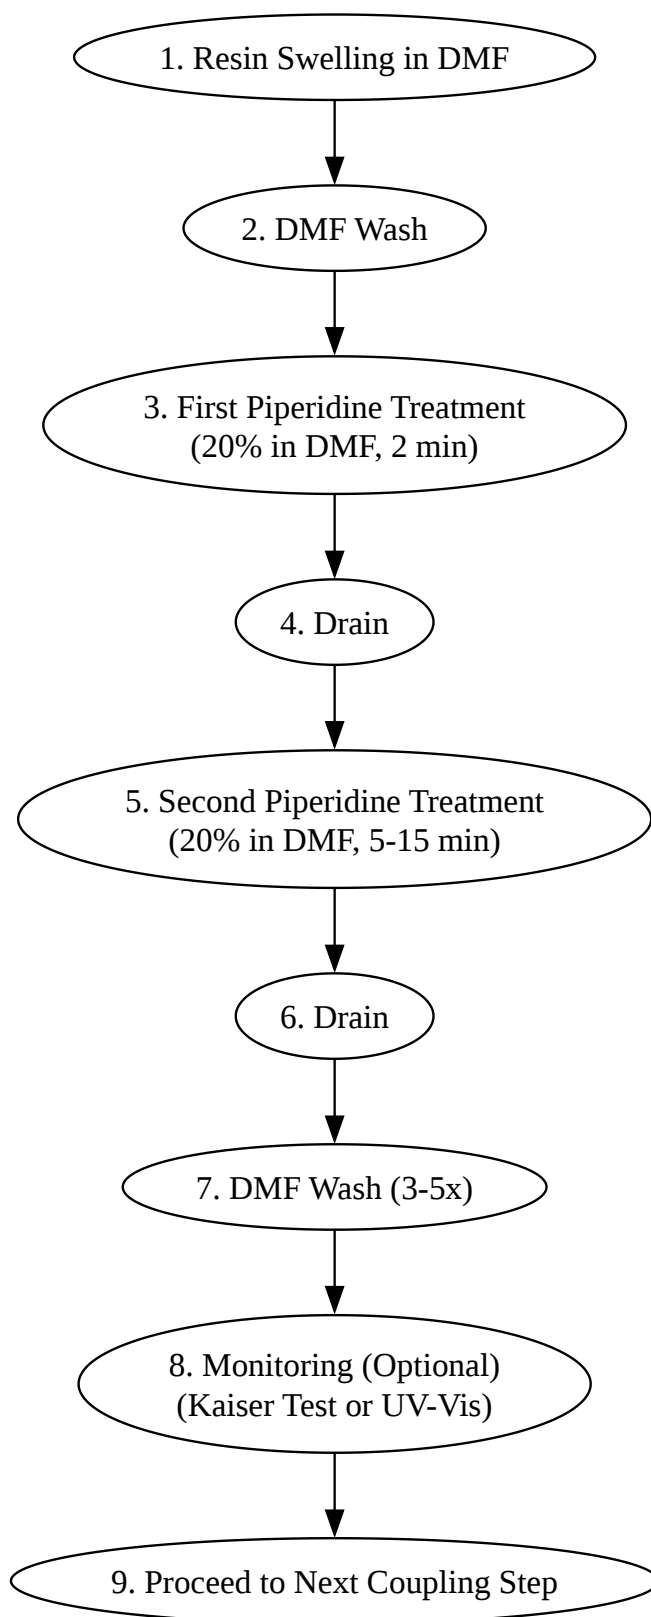 1. Resin Swelling in DMF
2. DMF Wash
3. First Piperidine Treatment
(20% in DMF, 2 min)
4. Drain
5. Second Piperidine Treatment
(20% in DMF, 5-15 min)
6. Drain
7. DMF Wash (3-5x)
8. Monitoring (Optional)
(Kaiser Test or UV-Vis)
9. Proceed to Next Coupling Step